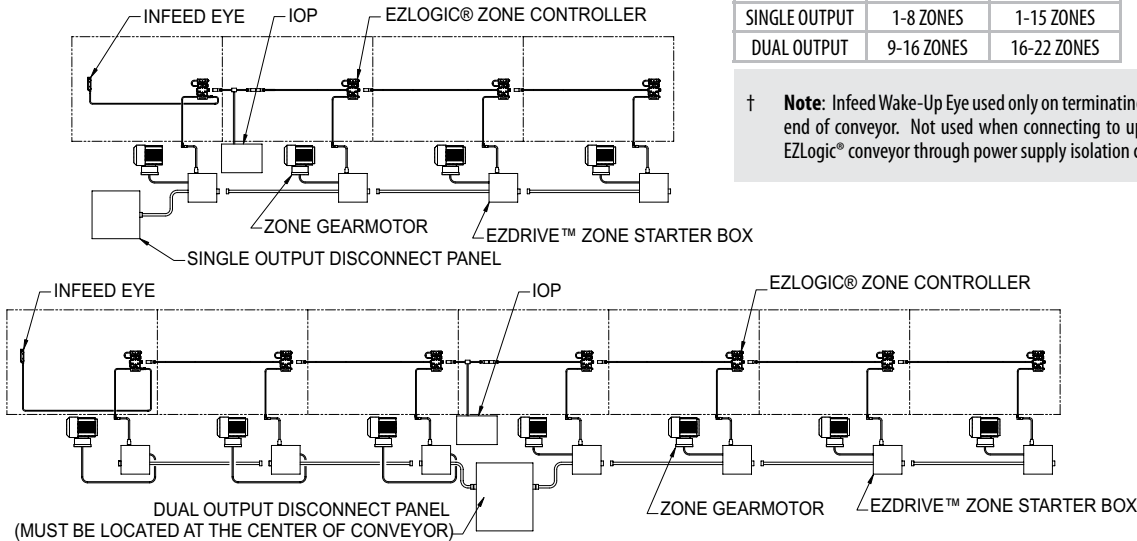 INFEED EYE
IOP
EZLOGIC® ZONE CONTROLLER
SINGLE OUTPUT 1-8 ZONES 1-15 ZONES
DUAL OUTPUT 9-16 ZONES 16-22 ZONES
† Note: Infeed Wake-Up Eye used only on terminating
end of conveyor. Not used when connecting to
EZLogic® conveyor through power supply isolation
ZONE GEARMOTOR
EZDRIVE™ ZONE STARTER BOX
SINGLE OUTPUT DISCONNECT PANEL
INFEED EYE
IOP
EZLOGIC® ZONE CONTROLLER
DUAL OUTPUT DISCONNECT PANEL
(MUST BE LOCATED AT THE CENTER OF CONVEYOR)
ZONE GEARMOTOR
EZDRIVE™ ZONE STARTER BOX